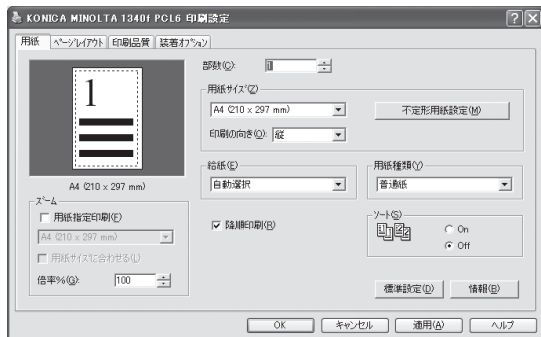 KONICA MINOLTA 1340f PCL6 印刷設定
用紙 ページレイアウト 印刷品質 装着オプション
部数(C): 1
用紙サイズ(Z)
A4 (210 x 297 mm) 不定形用紙設定(M)
印刷の向き(O): 縦
1
A4 (210 x 297 mm)
給紙(E)
自動選択
用紙種類(Y)
普通紙
ズーム
用紙指定印刷(F)
A4 (210 x 297 mm)
用紙サイズに合わせる(L)
倍率%(G): 100
降順印刷(R)
ソート(S)
On
Off
標準設定(D) 情報(B)
OK キャンセル 適用(A) ヘルプ